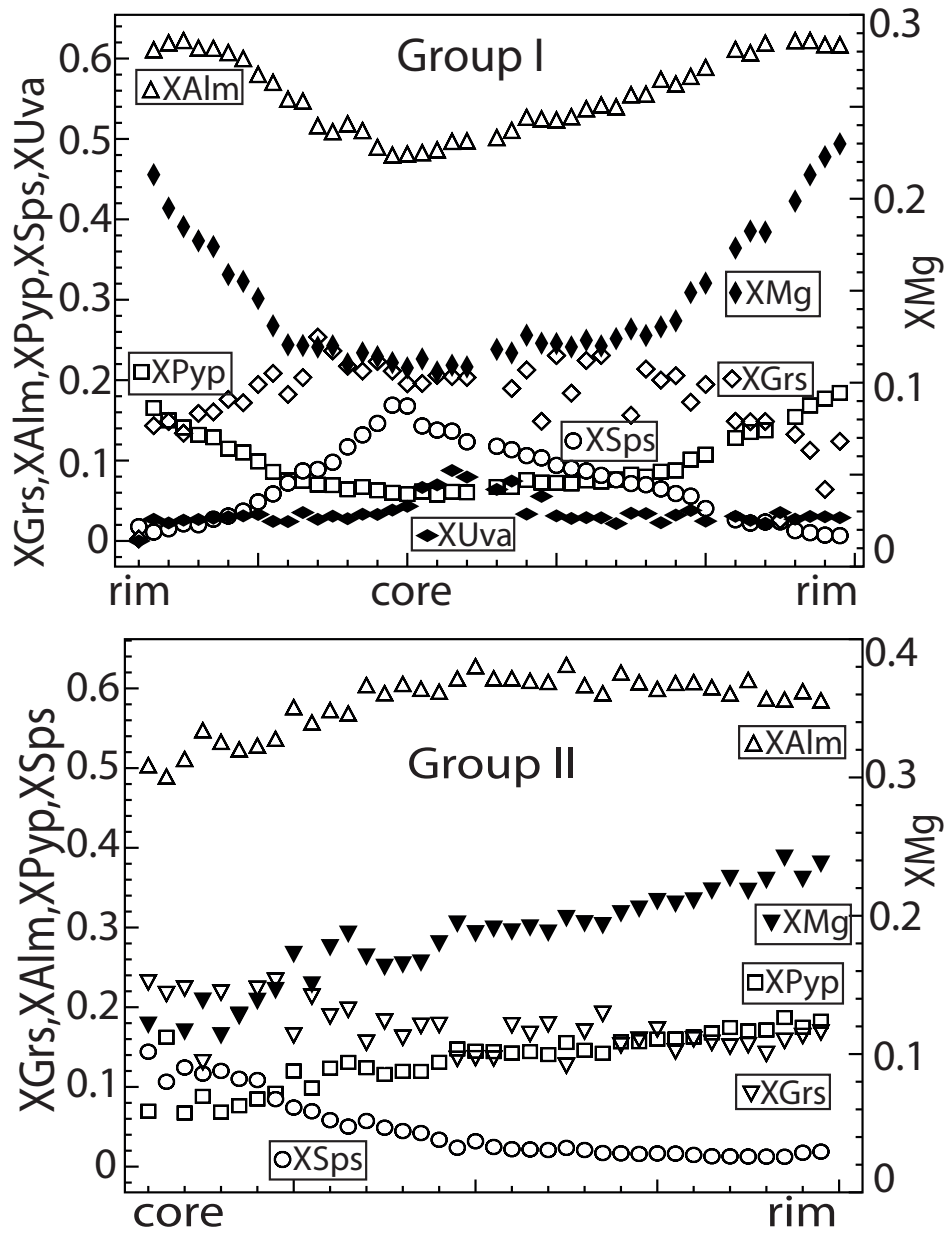 Group I
XGrs,XAlm,XPyp,XSps,XUva
0.6
0.5
0.4
0.3
0.2
0.1
0
0.3
0.2
0.1
0
XMg
XAlm
XMg
XPyp
XGrs
XSps
XUva
rim
core
rim
Group II
XGrs,XAlm,XPyp,XSps
0.6
0.5
0.4
0.3
0.2
0.1
0
0.4
0.3
0.2
0.1
0
XMg
XAlm
XMg
XPyp
XGrs
XSps
core
rim